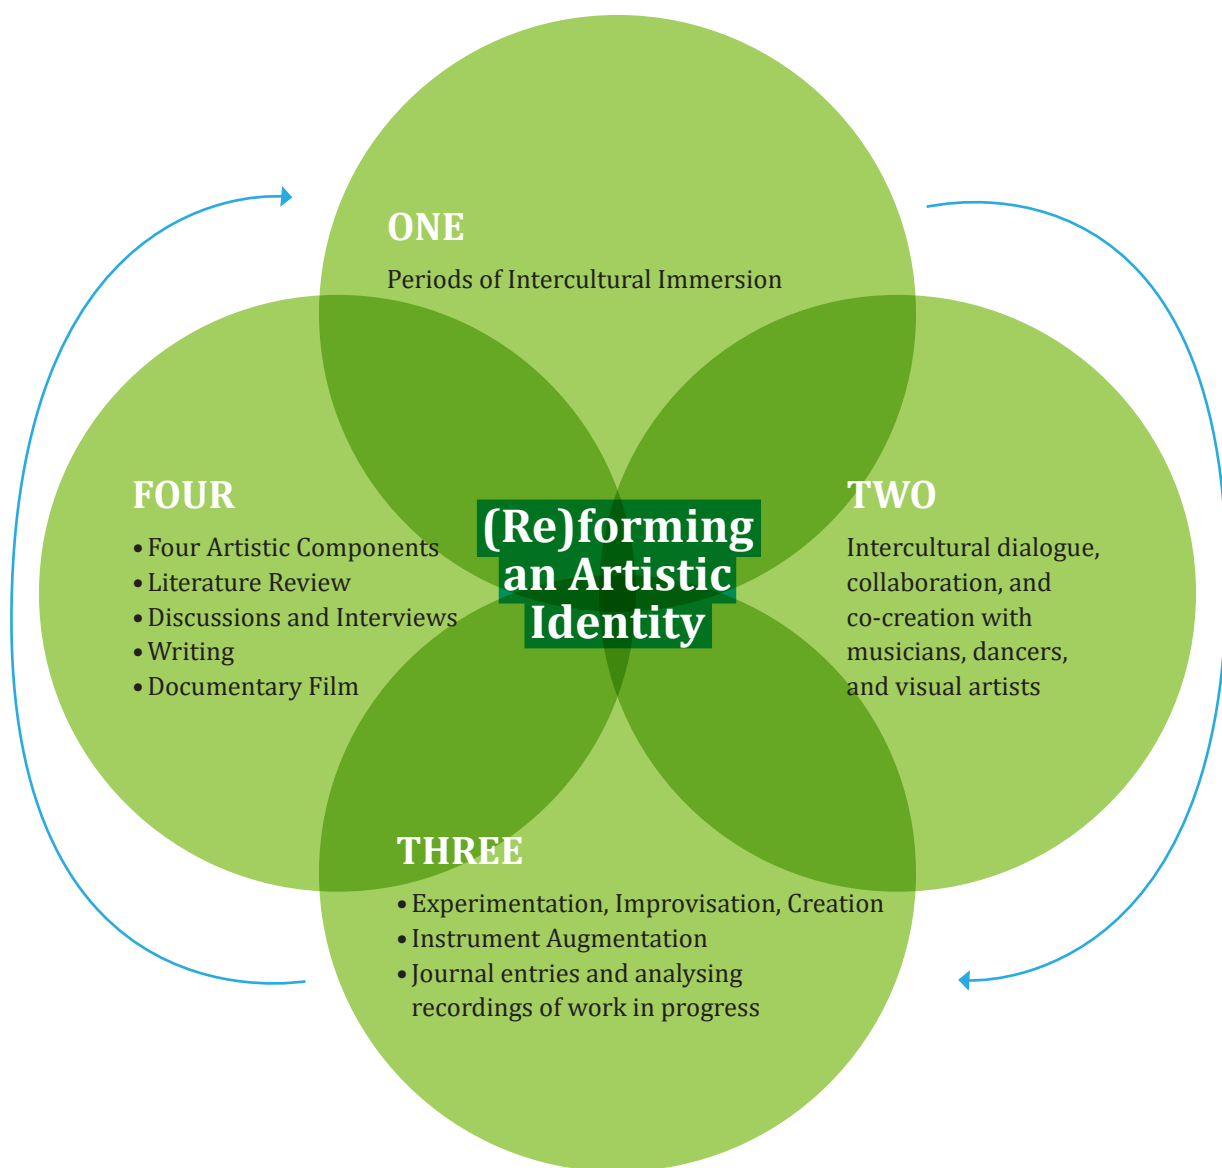 ONE
Periods of Intercultural Immersion
FOUR
• Four Artistic Components
• Literature Review
• Discussions and Interviews
• Writing
• Documentary Film
(Re)forming
an Artistic
Identity
TWO
Intercultural dialogue,
collaboration, and
co-creation with
musicians, dancers,
and visual artists
THREE
• Experimentation, Improvisation, Creation
• Instrument Augmentation
• Journal entries and analysing
recordings of work in progress